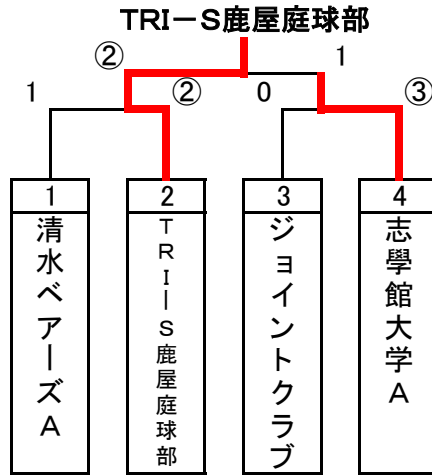 TRI－S鹿屋庭球部
② 1
1 ② 0 ③
1 2 3 4
清水ベアーズA
TRI－S鹿屋庭球部
ジョイントクラブ
志學館大学A